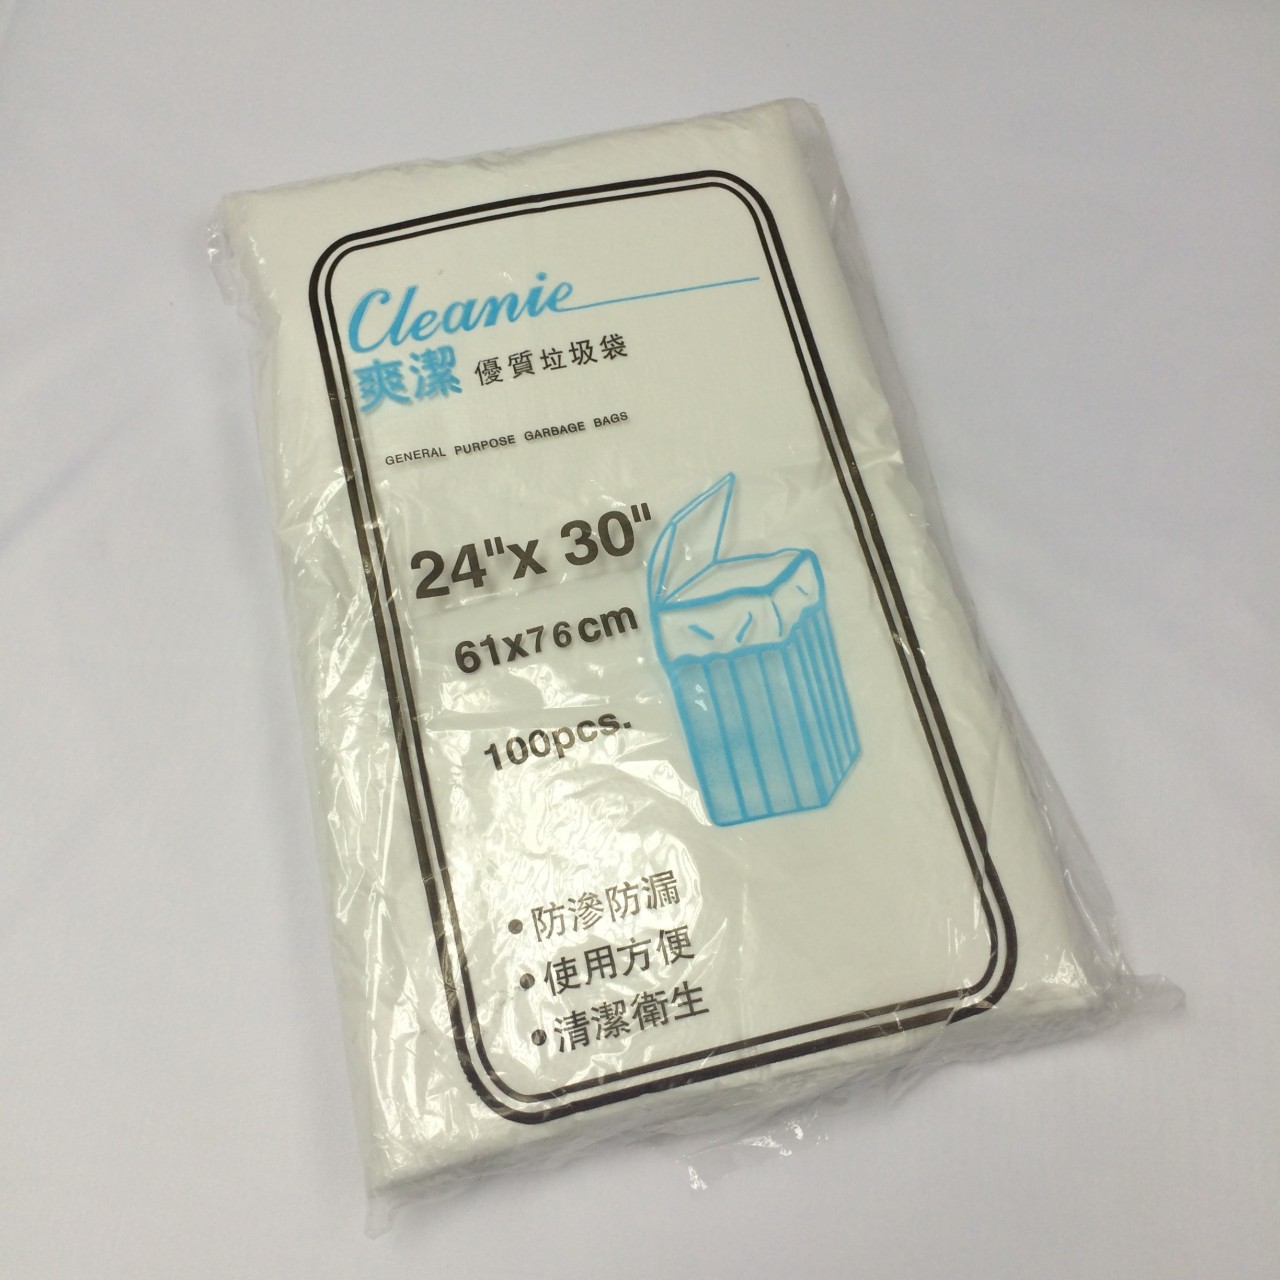 Cleanie
爽潔 優質垃圾袋
GENERAL PURPOSE GARBAGE BAGS
24"x 30"
61x76cm
100pcs.
•防滲防漏
•使用方便
•清潔衛生